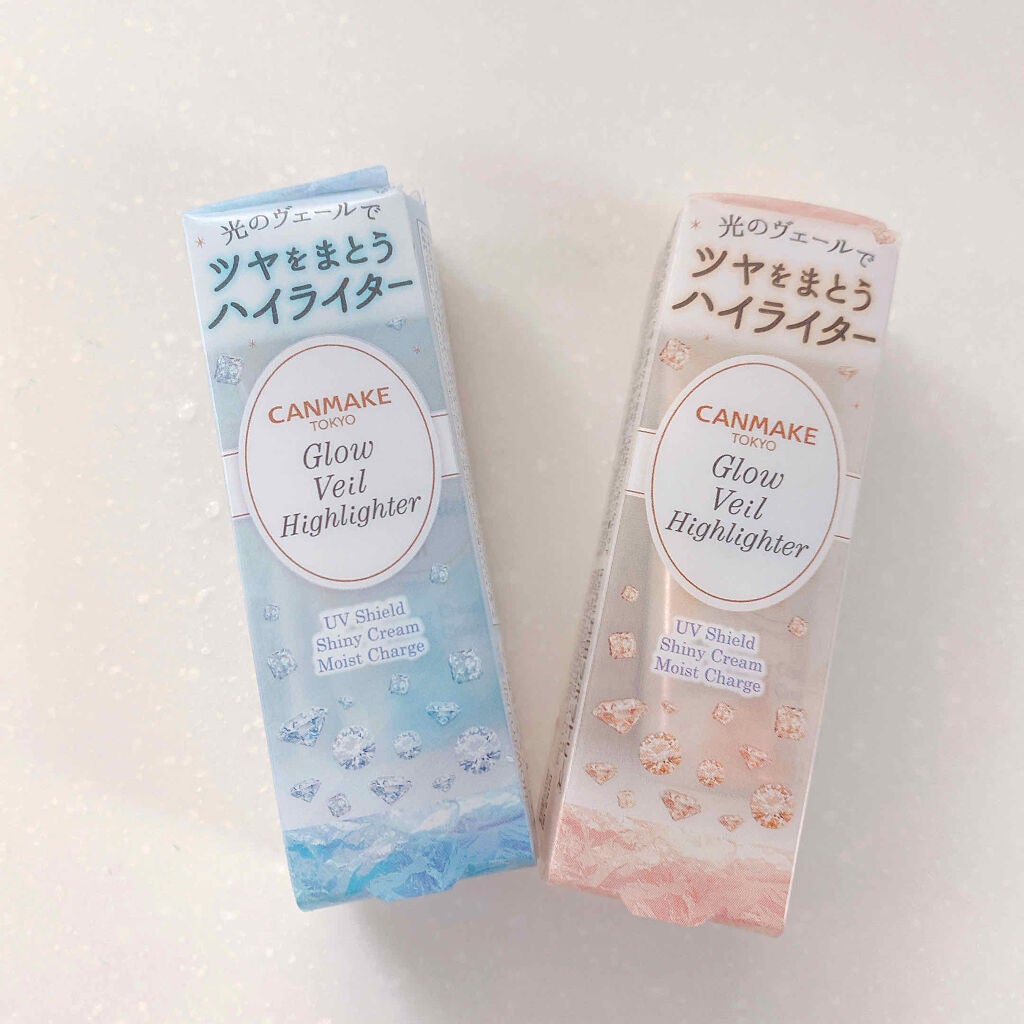 光のヴェールで
ツヤをまとう
ハイライター
CANMAKE
TOKYO
Glow
Veil
Highlighter
UV Shield
Shiny Cream
Moist Charge
光のヴェールで
ツヤをまとう
ハイライター
CANMAKE
TOKYO
Glow
Veil
Highlighter
UV Shield
Shiny Cream
Moist Charge